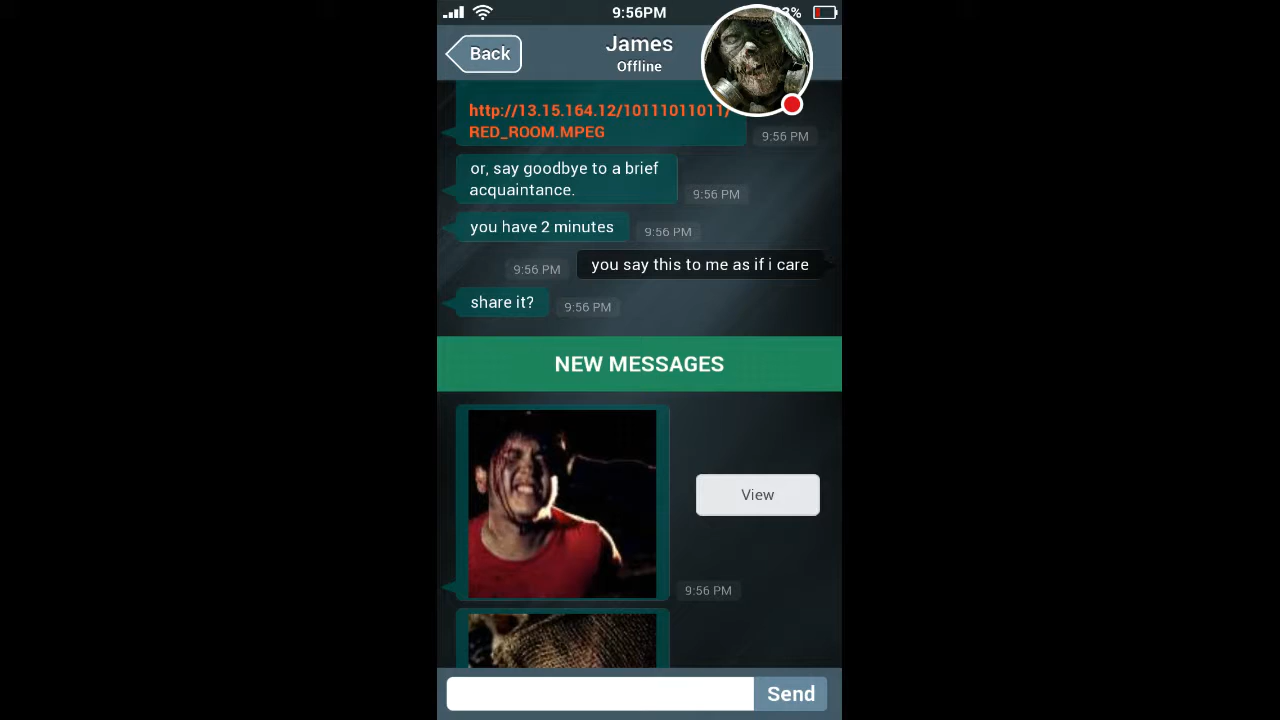 9:56PM
Back
James
Offline
http://13.15.164.12/10111011011/
RED_ROOM.MPEG
9:56 PM
or, say goodbye to a brief
acquaintance.
9:56 PM
you have 2 minutes
9:56 PM
9:56 PM
you say this to me as if i care
share it?
9:56 PM
NEW MESSAGES
View
9:56 PM
Send